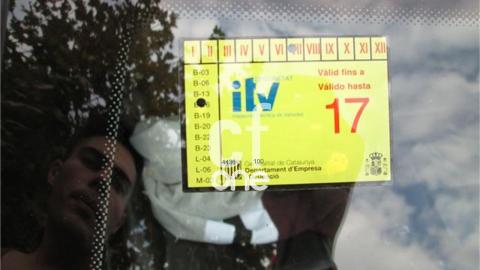 I II III IV V VI VII VIII IX X XI XII
B-03
B-06
B-13
B-19
B-20
B-22
B-23
L-04
L-06
itv
Vàlid fins a
Válido hasta
17
Generalitat de Catalunya
Departament d'Empresa